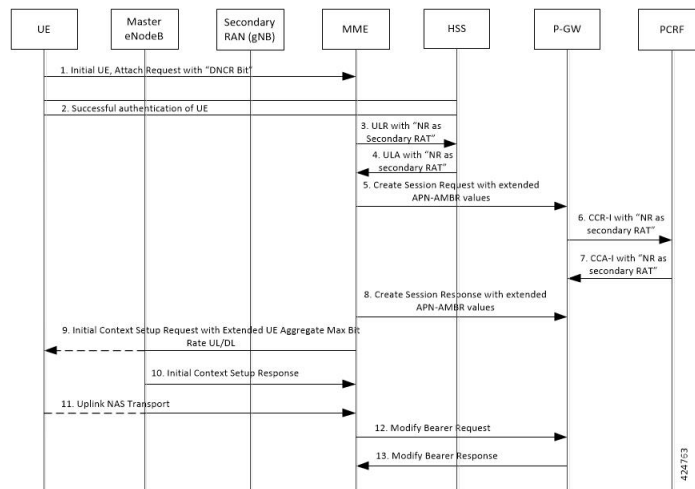 UE
Master
eNodeB
Secondary
RAN (gNB)
MME
HSS
P-GW
PCRF
1. Initial UE, Attach Request with "DNCR Bit"
2. Successful authentication of UE
3. ULR with "NR as
Secondary RAT"
4. ULA with "NR as
secondary RAT"
5. Create Session Request with extended
APN-AMBR values
6. CCR-I with "NR as
secondary RAT"
7. CCA-I with "NR as
secondary RAT"
8. Create Session Response with extended
APN-AMBR values
9. Initial Context Setup Request with Extended UE Aggregate Max Bit
Rate UL/DL
10. Initial Context Setup Response
11. Uplink NAS Transport
12. Modify Bearer Request
13. Modify Bearer Response
424763